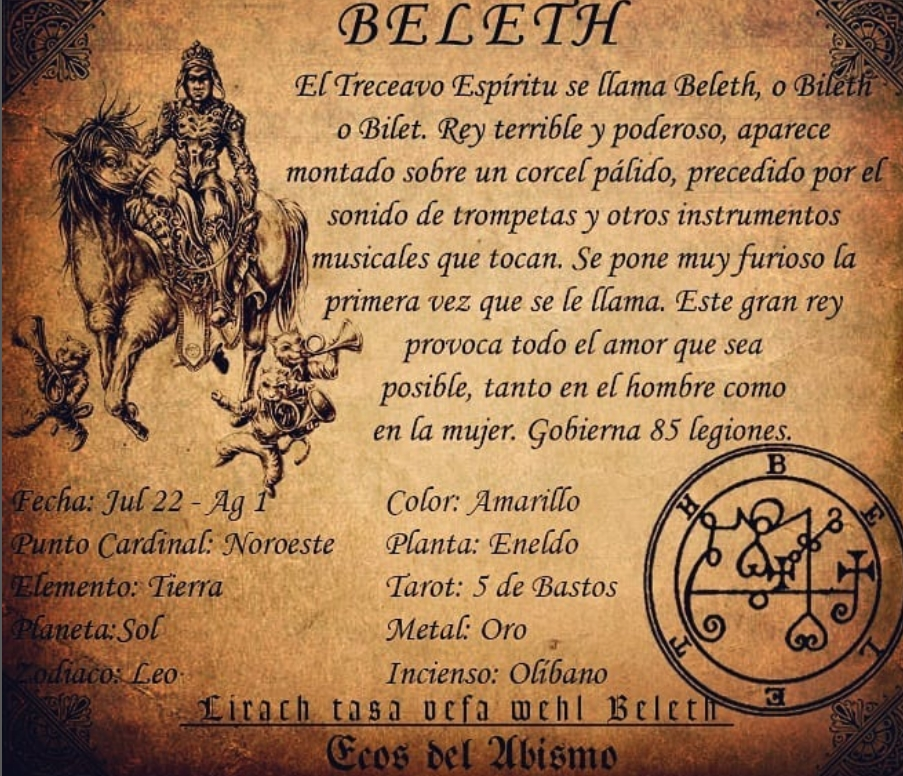 BELETH
El Treceavo Espíritu se llama Beleth, o Bileth
o Bilet. Rey terrible y poderoso, aparece
montado sobre un corcel pálido, precedido por el
sonido de trompetas y otros instrumentos
musicales que tocan. Se pone muy furioso la
primera vez que se le llama. Este gran rey
provoca todo el amor que sea
posible, tanto en el hombre como
en la mujer. Gobierna 85 legiones.
Fecha: Jul 22 - Ag 1
Punto Cardinal: Noroeste
Elemento: Tierra
Planeta:Sol
Zodiaco: Leo
Color: Amarillo
Planta: Eneldo
Tarot: 5 de Bastos
Metal: Oro
Incienso: Olíbano
BELETH
Lirach tasa vefa wehl Beleth
Ecos del Abismo